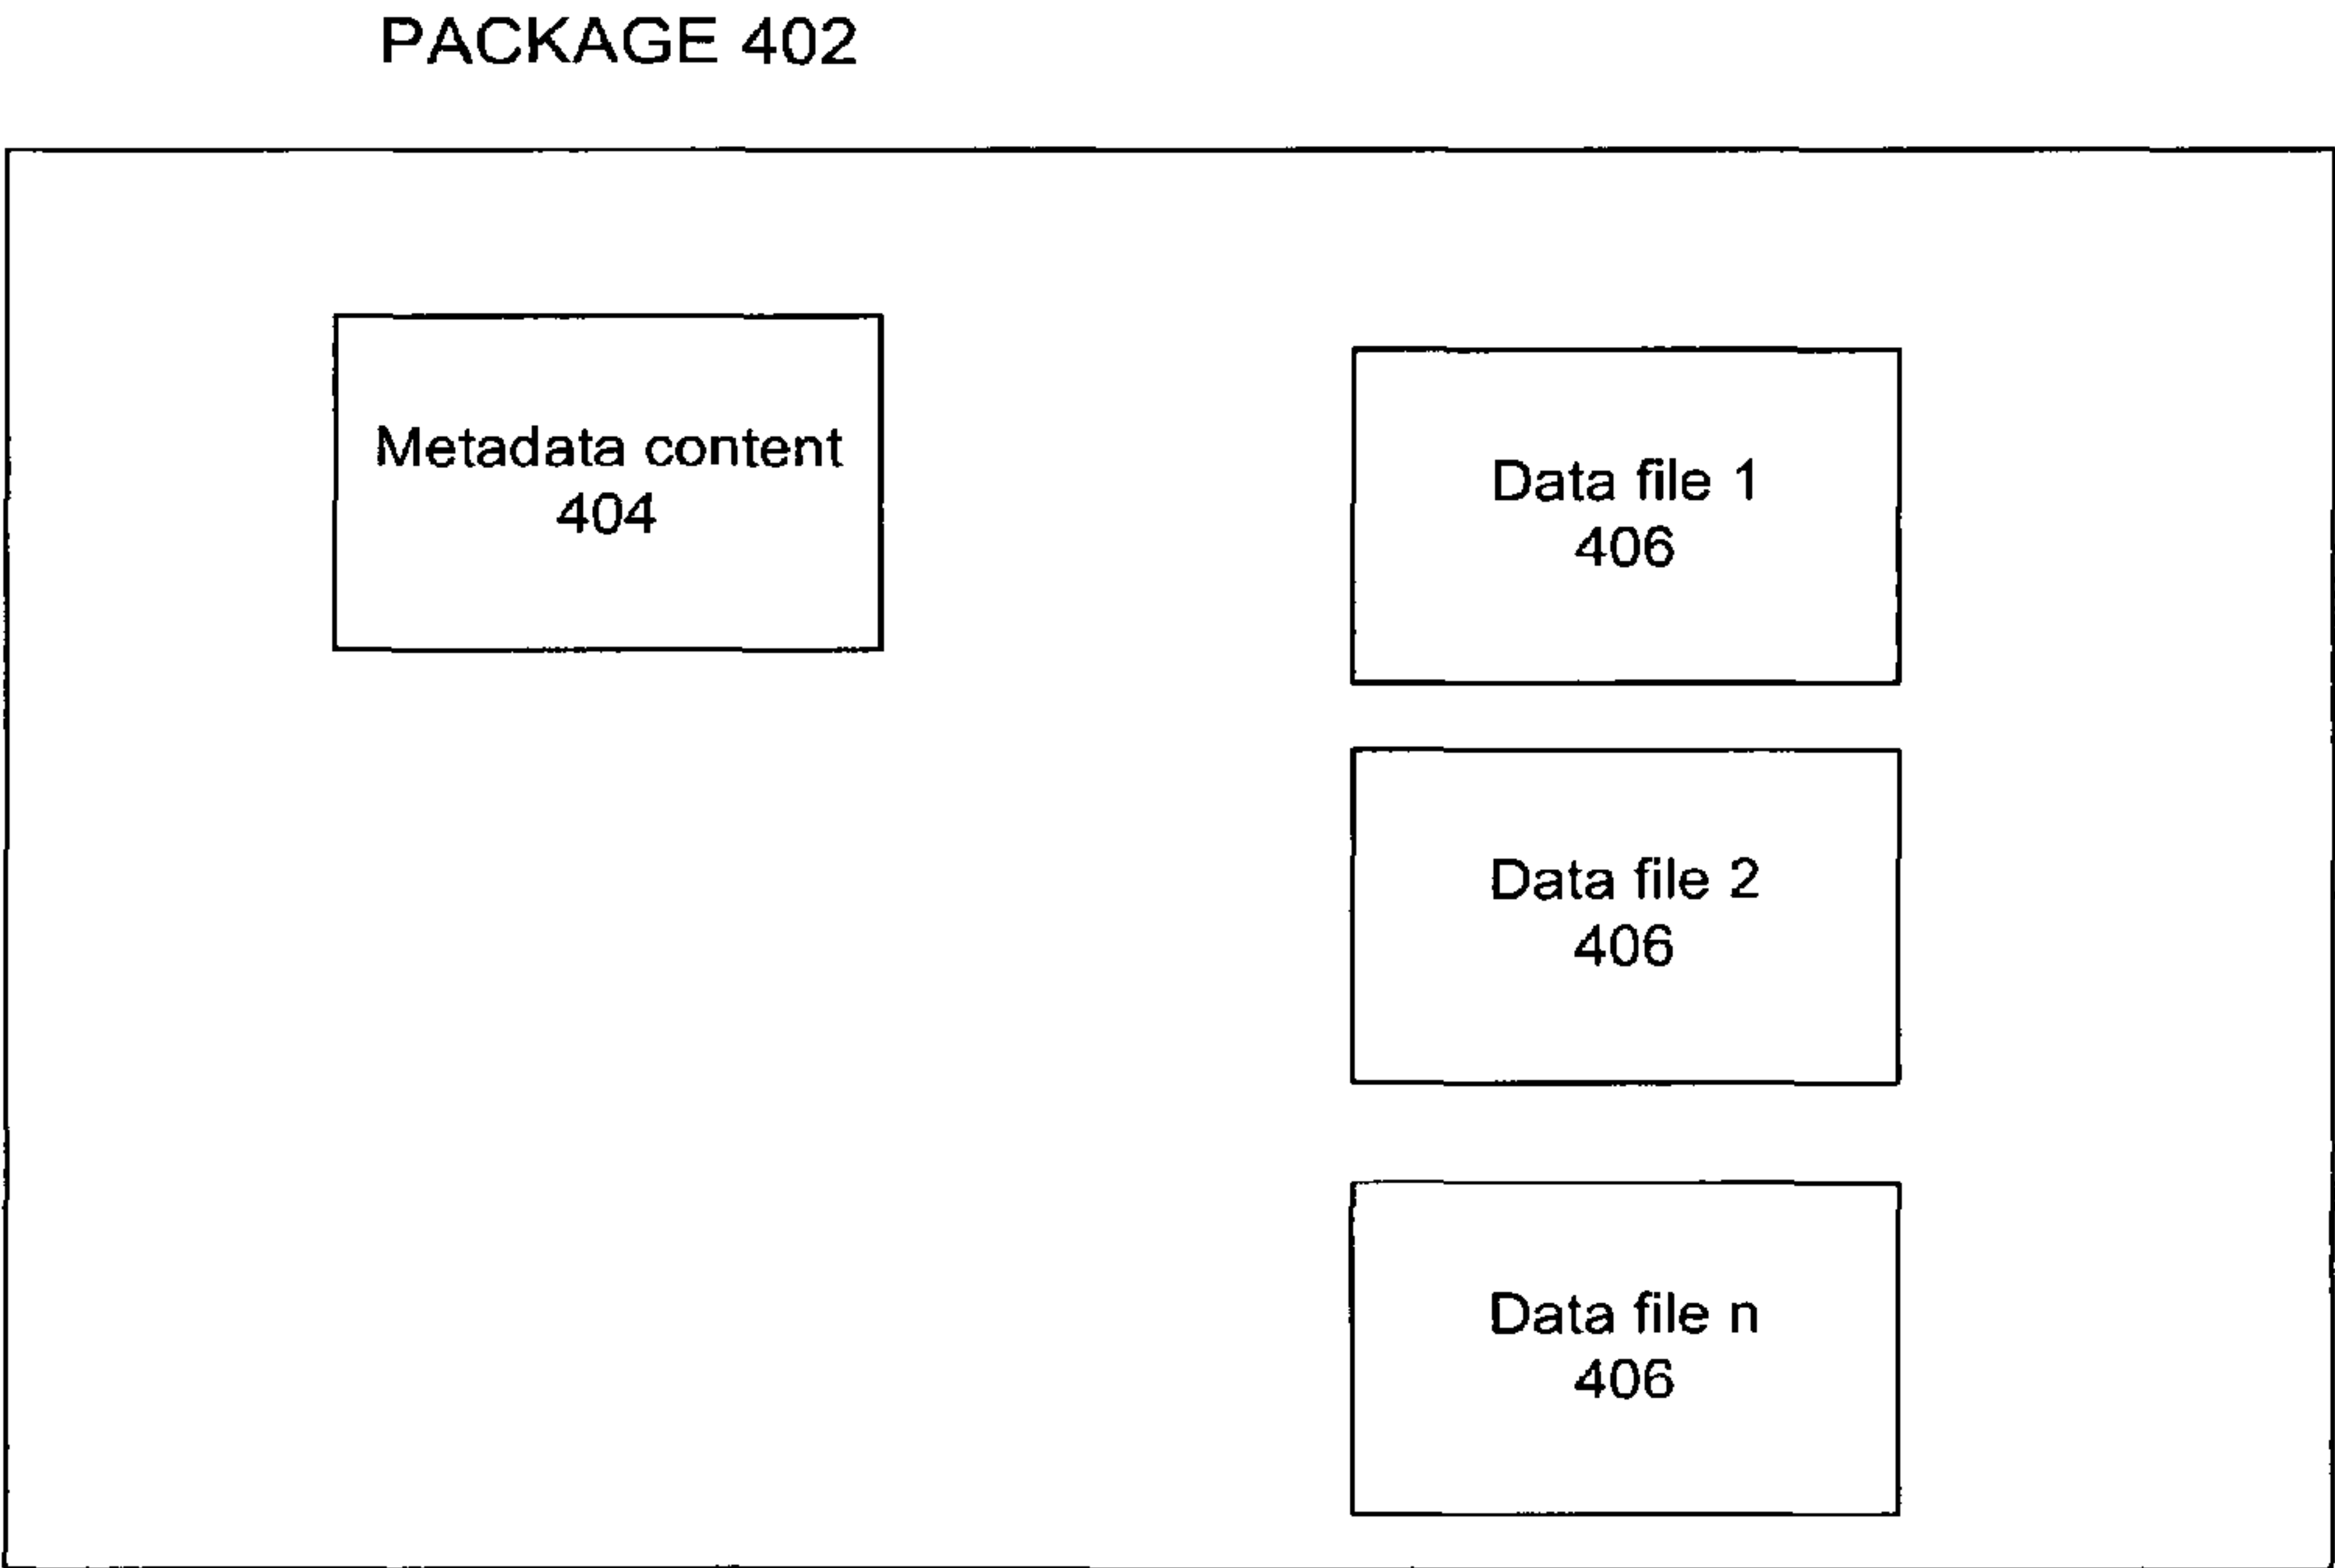 PACKAGE 402
Metadata content
404
Data file 1
406
Data file 2
406
Data file n
406